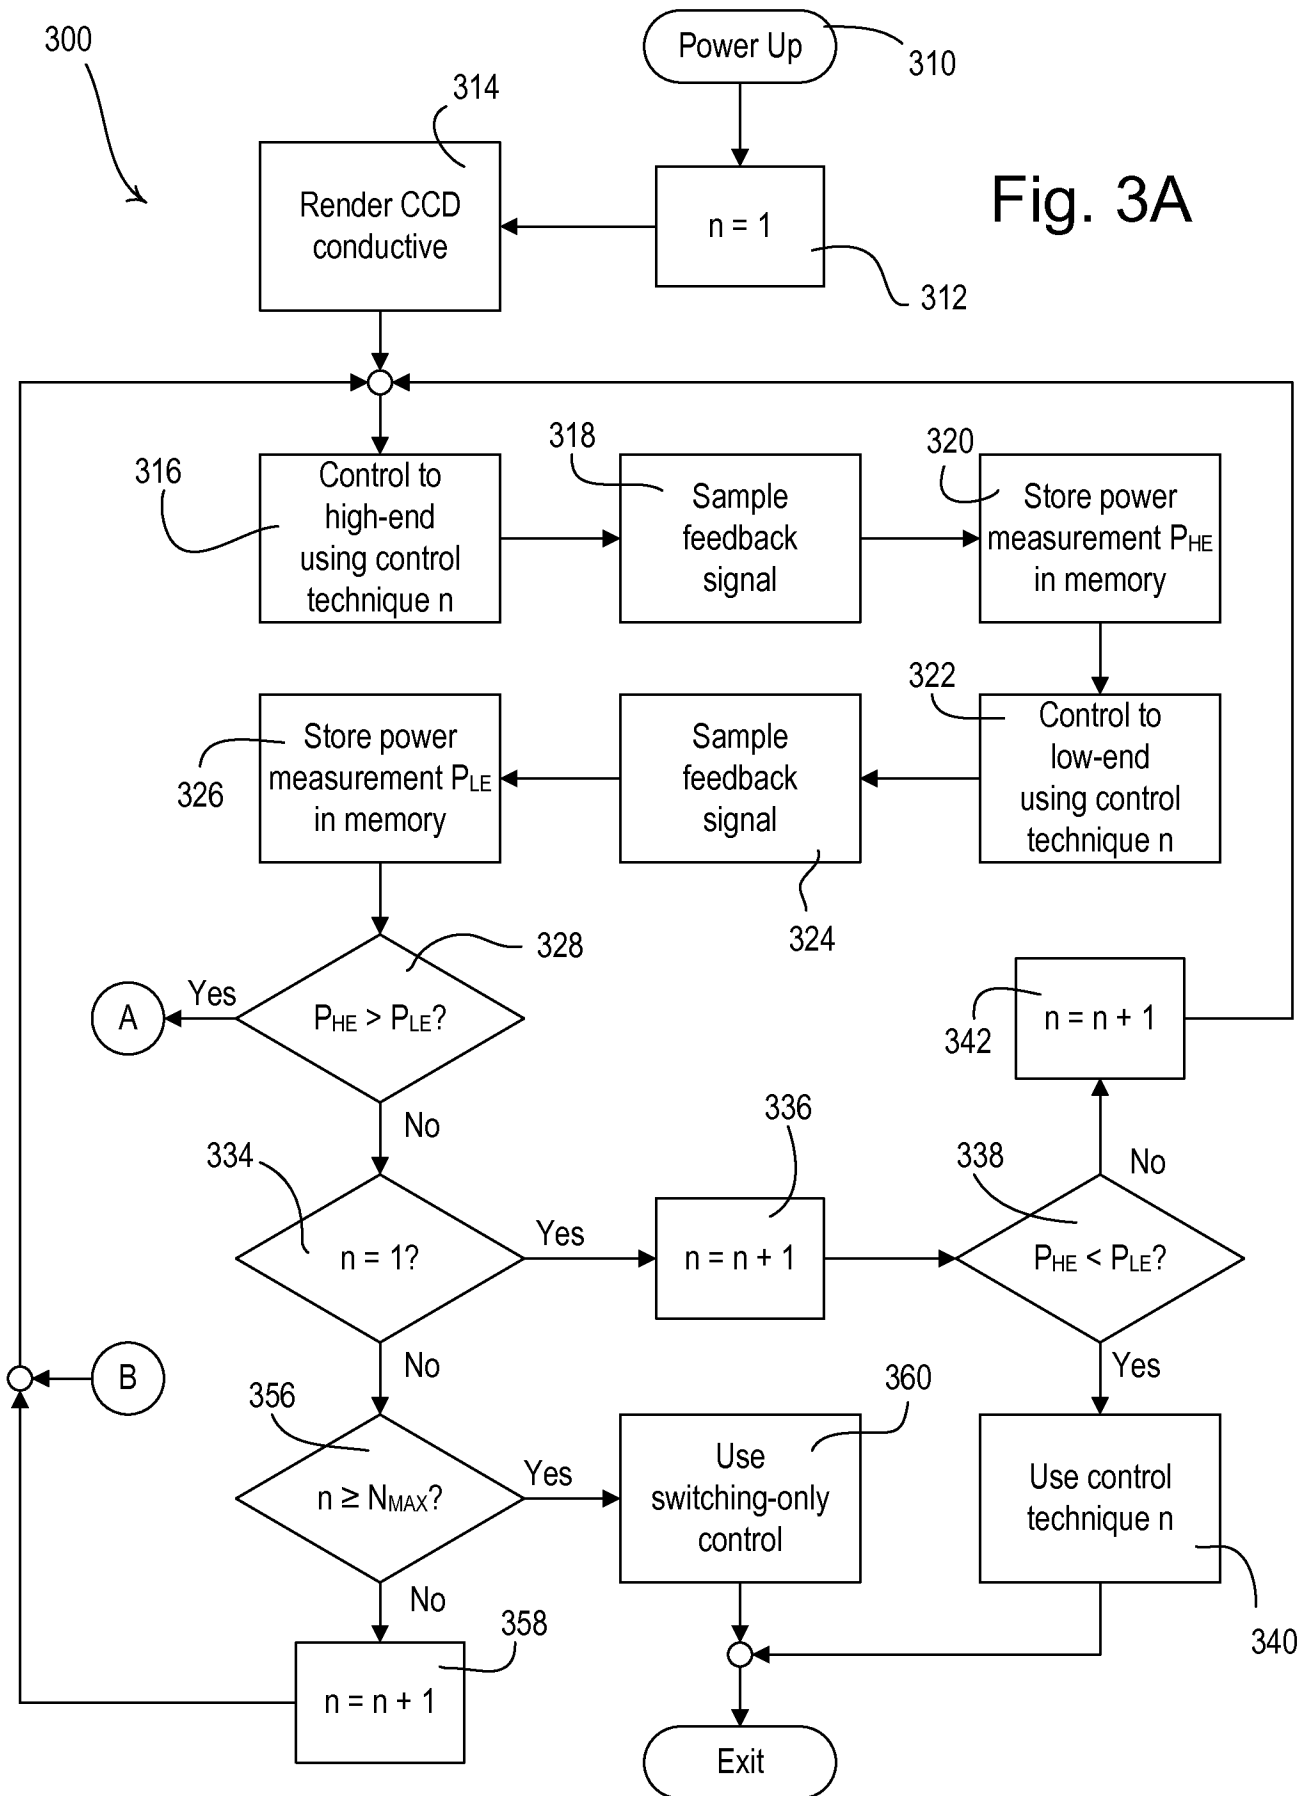 300
Power Up
310
314
Fig. 3A
Render CCD
conductive
n = 1
312
316
Control to
high-end
using control
technique n
318
Sample
feedback
signal
320
Store power
measurement PHE
in memory
326
Store power
measurement PLE
in memory
Sample
feedback
signal
324
322
Control to
low-end
using control
technique n
328
PHE > PLE?
Yes
A
No
342
n = n + 1
334
n = 1?
Yes
336
n = n + 1
338
PHE < PLE?
No
Yes
No
B
356
n ≥ NMAX?
Yes
360
Use
switching-only
control
Use control
technique n
340
No
358
n = n + 1
Exit